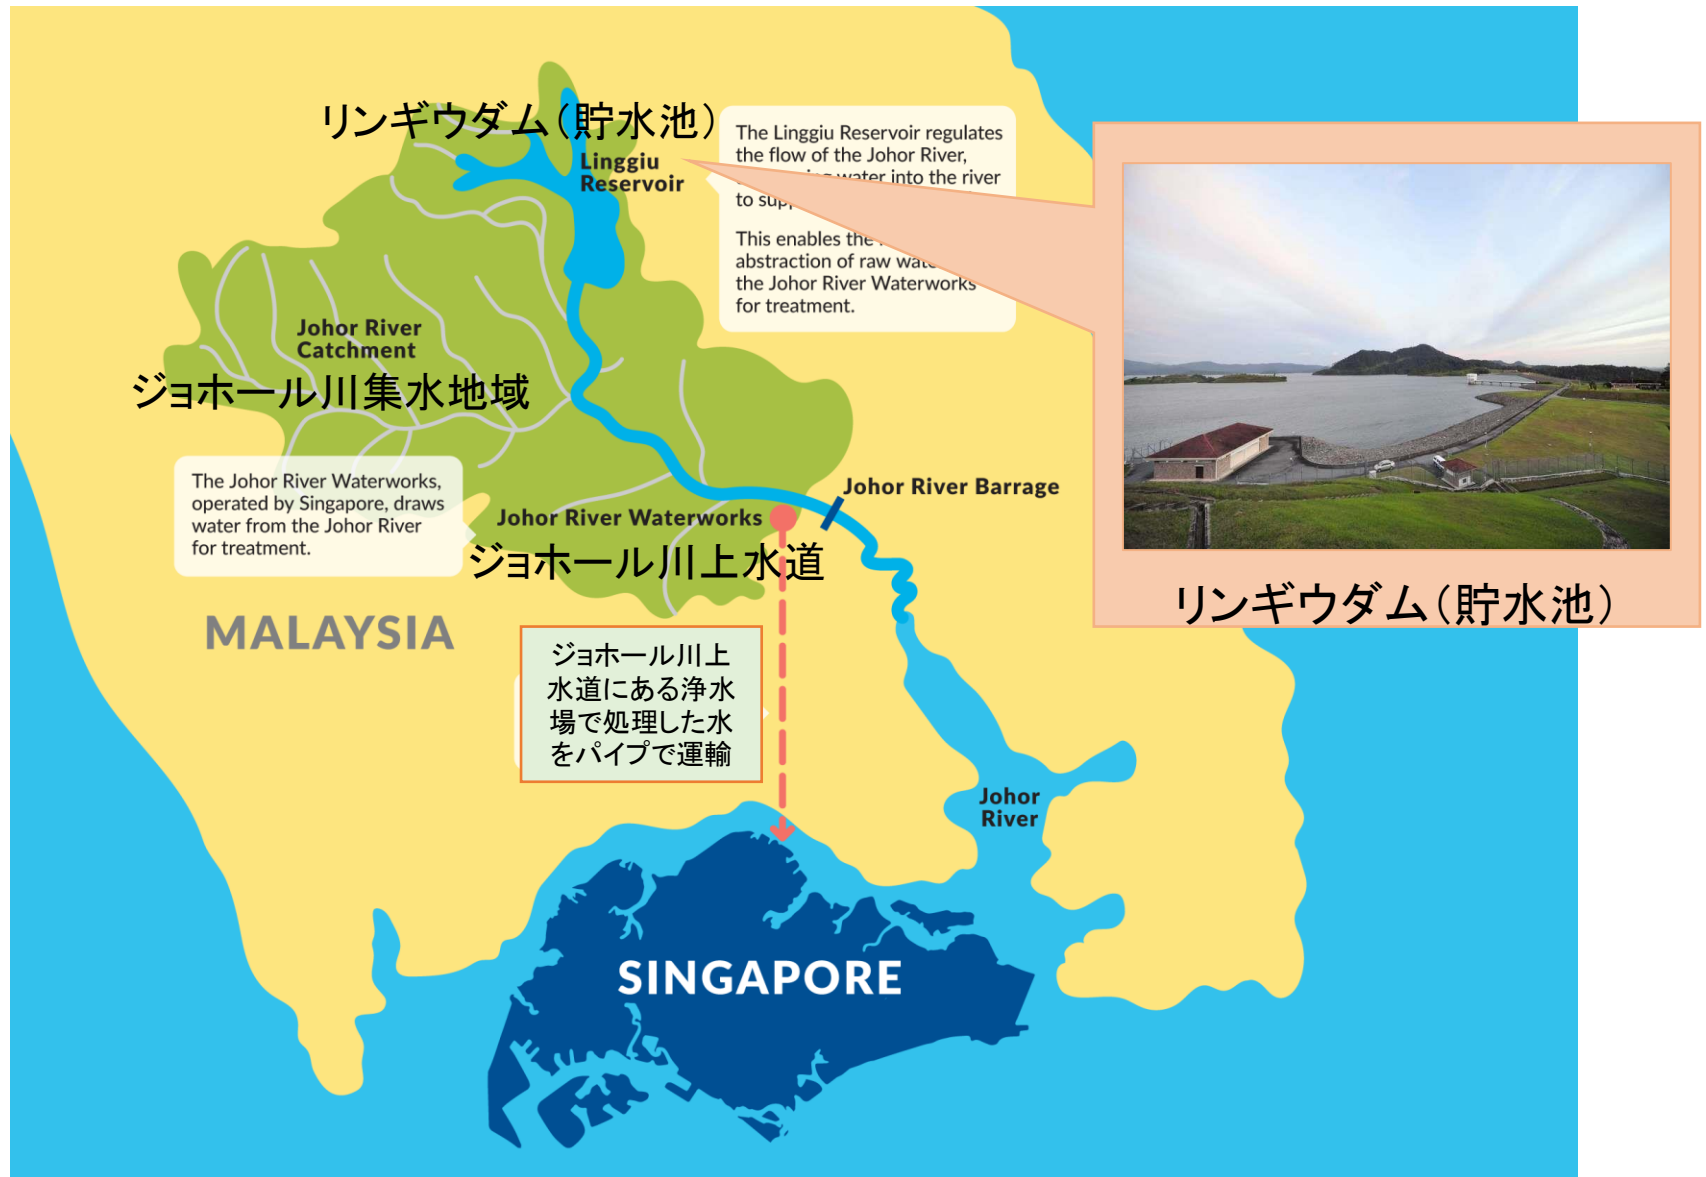 リンギウダム（貯水池）
Linggiu
Reservoir
The Linggiu Reservoir regulates
the flow of the Johor River,
water into the river
to
This enables the
abstraction of raw
the Johor River Waterworks
for treatment.
Johor River
Catchment
ジョホール川集水地域
The Johor River Waterworks,
operated by Singapore, draws
water from the Johor River
for treatment.
Johor River Barrage
Johor River Waterworks
ジョホール川上水道
MALAYSIA
ジョホール川上
水道にある浄水
場で処理した水
をパイプで運輸
リンギウダム（貯水池）
Johor
River
SINGAPORE